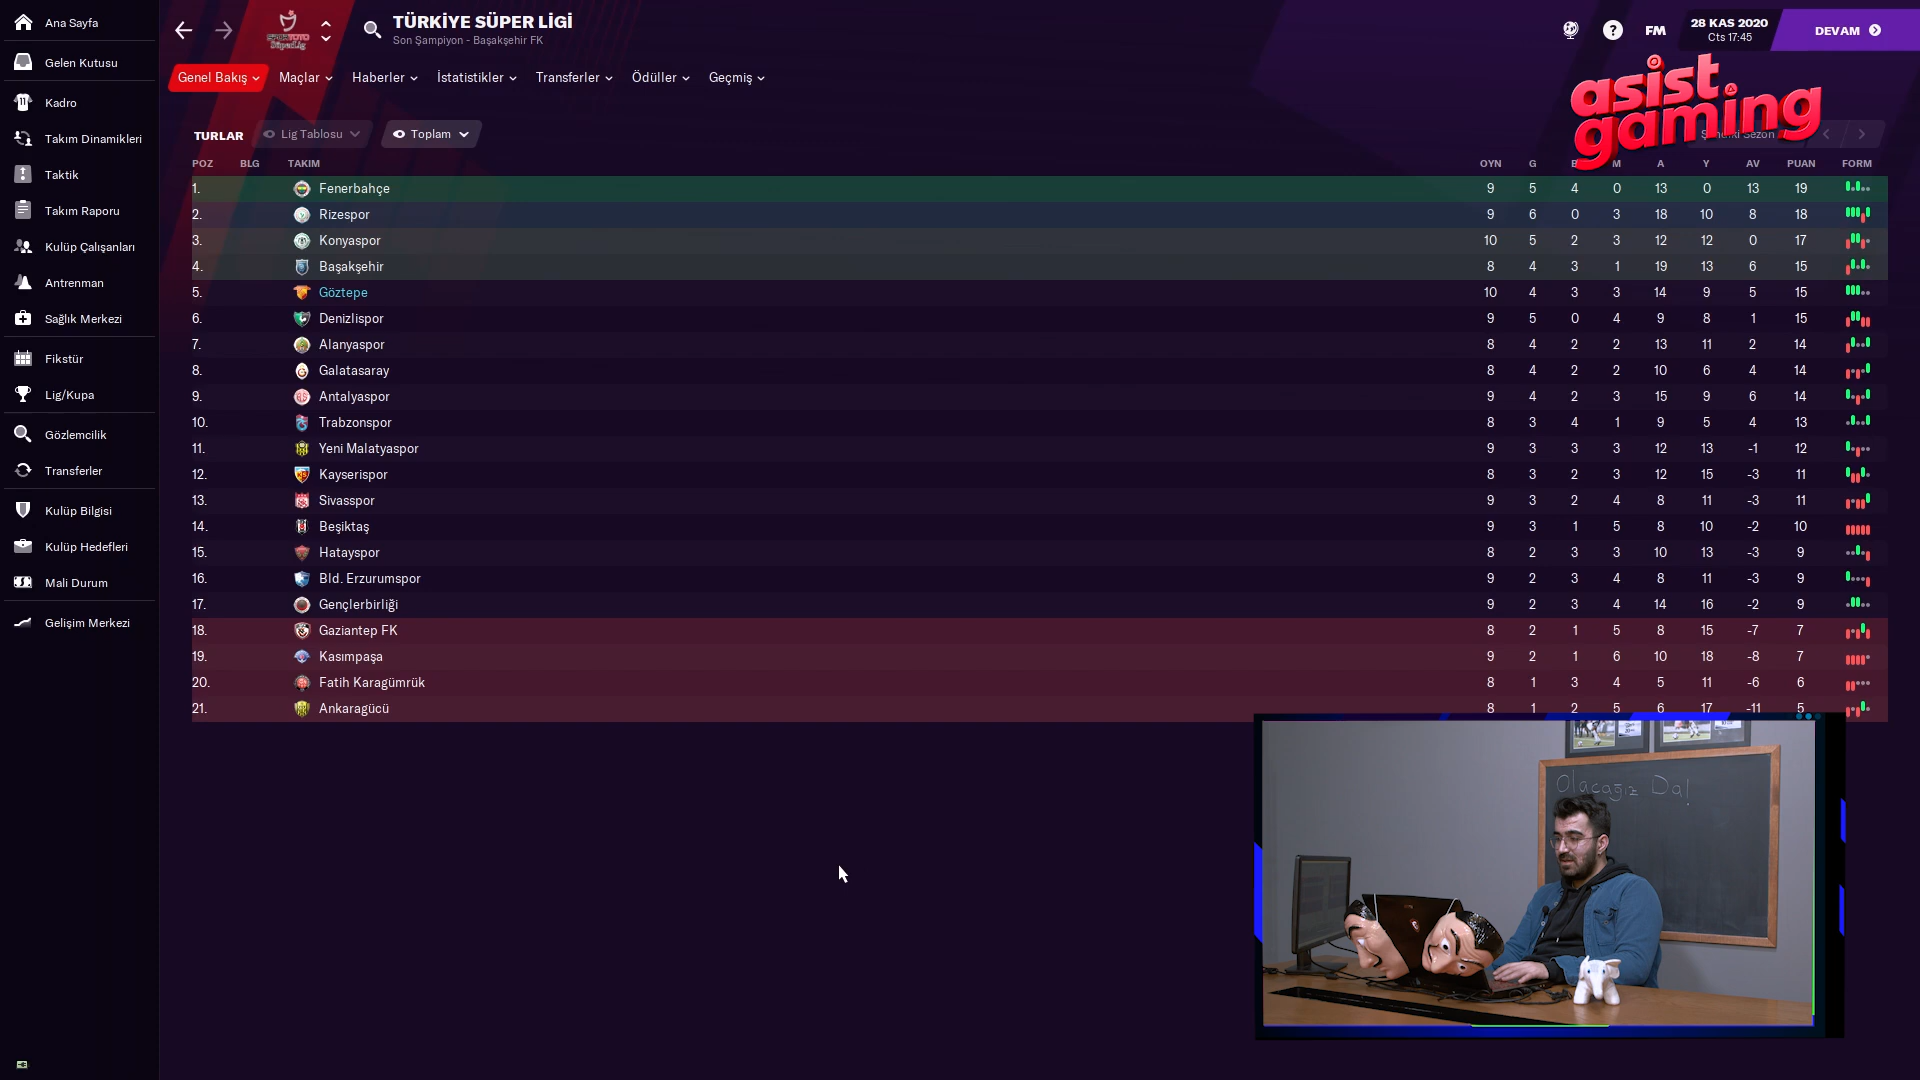 Ana Sayfa
Gelen Kutusu
Kadro
Takım Dinamikleri
Taktik
Takım Raporu
Kulüp Çalışanları
Antrenman
Sağlık Merkezi
Fikstür
Lig/Kupa
Gözlemcilik
Transferler
Kulüp Bilgisi
Kulüp Hedefleri
Mali Durum
Gelişim Merkezi
TÜRKİYE SÜPER LİGİ
Son Şampiyon - Başakşehir FK
FM
28 KAS 2020
Cts 17:45
DEVAM
Genel Bakış Maçlar Haberler İstatistikler Transferler Ödüller Geçmiş
asist
gaming
TURLAR Lig Tablosu Toplam
POZ BLG TAKIM OYN G B M A Y AV PUAN FORM
1. Fenerbahçe 9 5 4 0 13 0 13 19
2. Rizespor 9 6 0 3 18 10 8 18
3. Konyaspor 10 5 2 3 12 12 0 17
4. Başakşehir 8 4 3 1 19 13 6 15
5. Göztepe 10 4 3 3 14 9 5 15
6. Denizlispor 9 5 0 4 9 8 1 15
7. Alanyaspor 8 4 2 2 13 11 2 14
8. Galatasaray 8 4 2 2 10 6 4 14
9. Antalyaspor 9 4 2 3 15 9 6 14
10. Trabzonspor 8 3 4 1 9 5 4 13
11. Yeni Malatyaspor 9 3 3 3 12 13 -1 12
12. Kayserispor 8 3 2 3 12 15 -3 11
13. Sivasspor 9 3 2 4 8 11 -3 11
14. Beşiktaş 9 3 1 5 8 10 -2 10
15. Hatayspor 8 2 3 3 10 13 -3 9
16. Bld. Erzurumspor 9 2 3 4 8 11 -3 9
17. Gençlerbirliği 9 2 3 4 14 16 -2 9
18. Gaziantep FK 8 2 1 5 8 15 -7 7
19. Kasımpaşa 9 2 1 6 10 18 -8 7
20. Fatih Karagümrük 8 1 3 4 5 11 -6 6
21. Ankaragücü 8 1 2 5 6 17 -11 5
Olacağız Da!